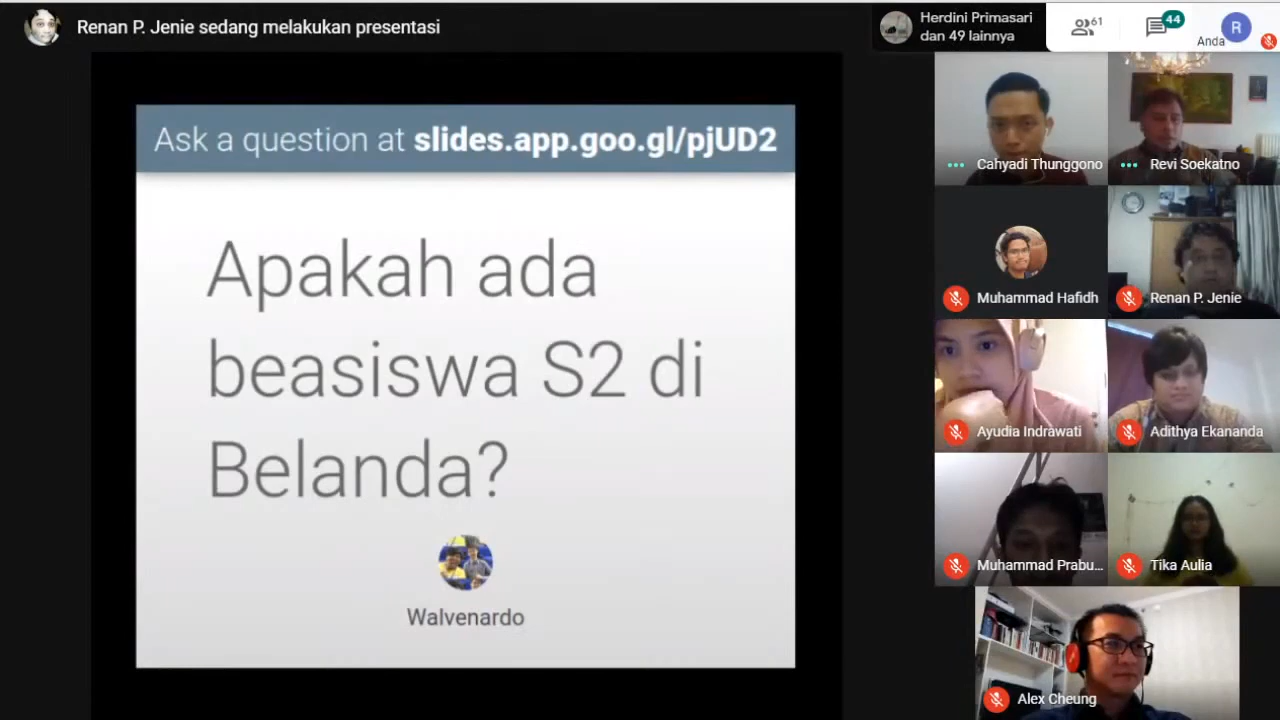 Renan P. Jenie sedang melakukan presentasi
Herdini Primasari
dan 49 lainnya
61
44
Anda
R
Ask a question at slides.app.goo.gl/pjUD2
Apakah ada
beasiswa S2 di
Belanda?
Walvenardo
Cahyadi Thunggono
Revi Soekatno
Muhammad Hafidh
Renan P. Jenie
Ayudia Indrawati
Adithya Ekananda
Muhammad Prabu...
Tika Aulia
Alex Cheung